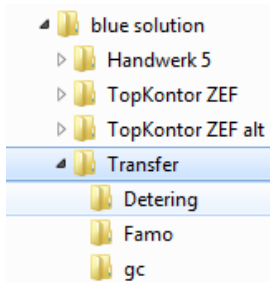 blue solution
Handwerk 5
TopKontor ZEF
TopKontor ZEF alt
Transfer
Detering
Famo
gc